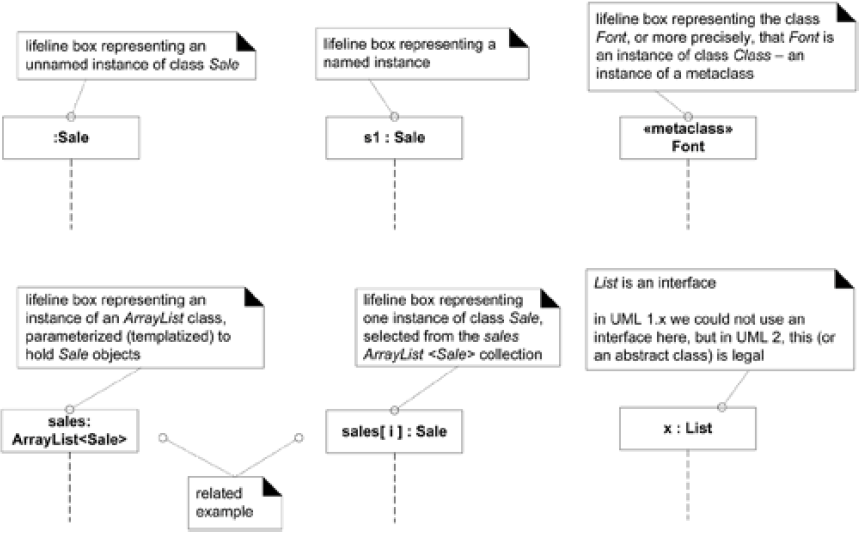 lifeline box representing an
unnamed instance of class Sale
:Sale
lifeline box representing a
named instance
s1 : Sale
lifeline box representing the class
Font, or more precisely, that Font is
an instance of class Class – an
instance of a metaclass
«metaclass»
Font
lifeline box representing an
instance of an ArrayList class,
parameterized (templatized) to
hold Sale objects
sales:
ArrayList<Sale>
lifeline box representing
one instance of class Sale,
selected from the sales
ArrayList <Sale> collection
sales[ i ] : Sale
related
example
List is an interface
in UML 1.x we could not use an
interface here, but in UML 2, this (or
an abstract class) is legal
x : List